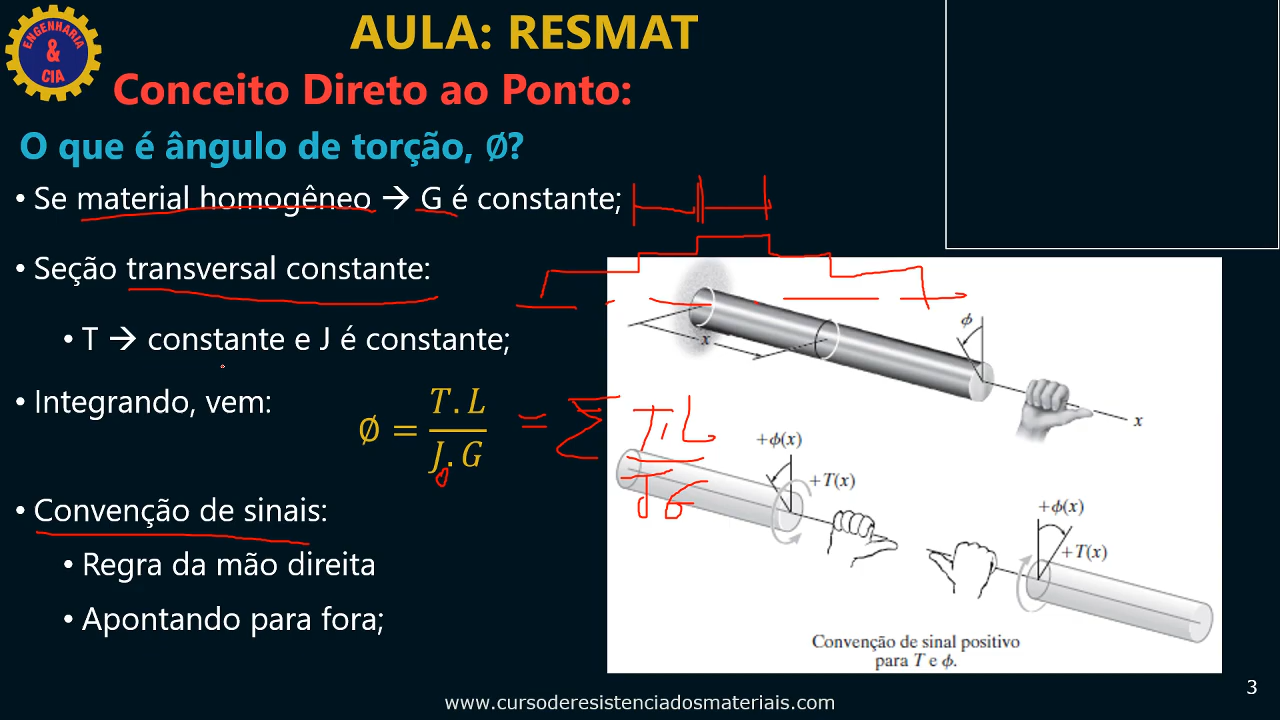 ENGENHARIA
&
CIA
AULA: RESMAT
Conceito Direto ao Ponto:
O que é ângulo de torção, Ø?
• Se material homogêneo → G é constante;
• Seção transversal constante:
• T → constante e J é constante;
• Integrando, vem:
Ø = T.L / J.G = Σ T.L / J G
• Convenção de sinais:
• Regra da mão direita
• Apontando para fora;
x
ϕ
x
+ϕ(x)
+T(x)
+ϕ(x)
+T(x)
Convenção de sinal positivo
para T e ϕ.
3
www.cursoderesistenciadosmateriais.com